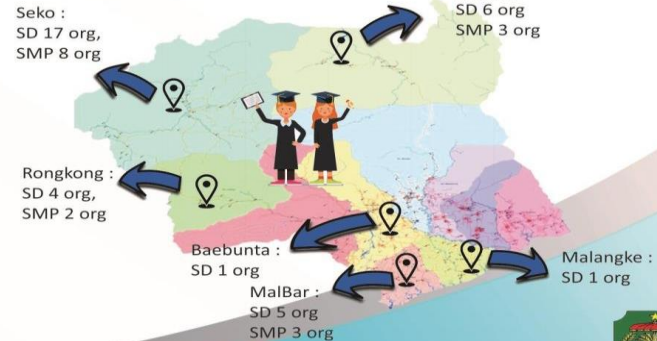 Seko :
SD 17 org,
SMP 8 org
SD 6 org
SMP 3 org
Rongkong :
SD 4 org,
SMP 2 org
Baebunta :
SD 1 org
MalBar :
SD 5 org
SMP 3 org
Malangke :
SD 1 org